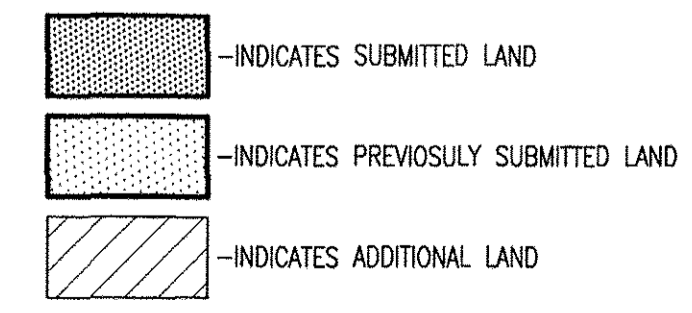 -INDICATES SUBMITTED LAND
-INDICATES PREVIOSULY SUBMITTED LAND
-INDICATES ADDITIONAL LAND